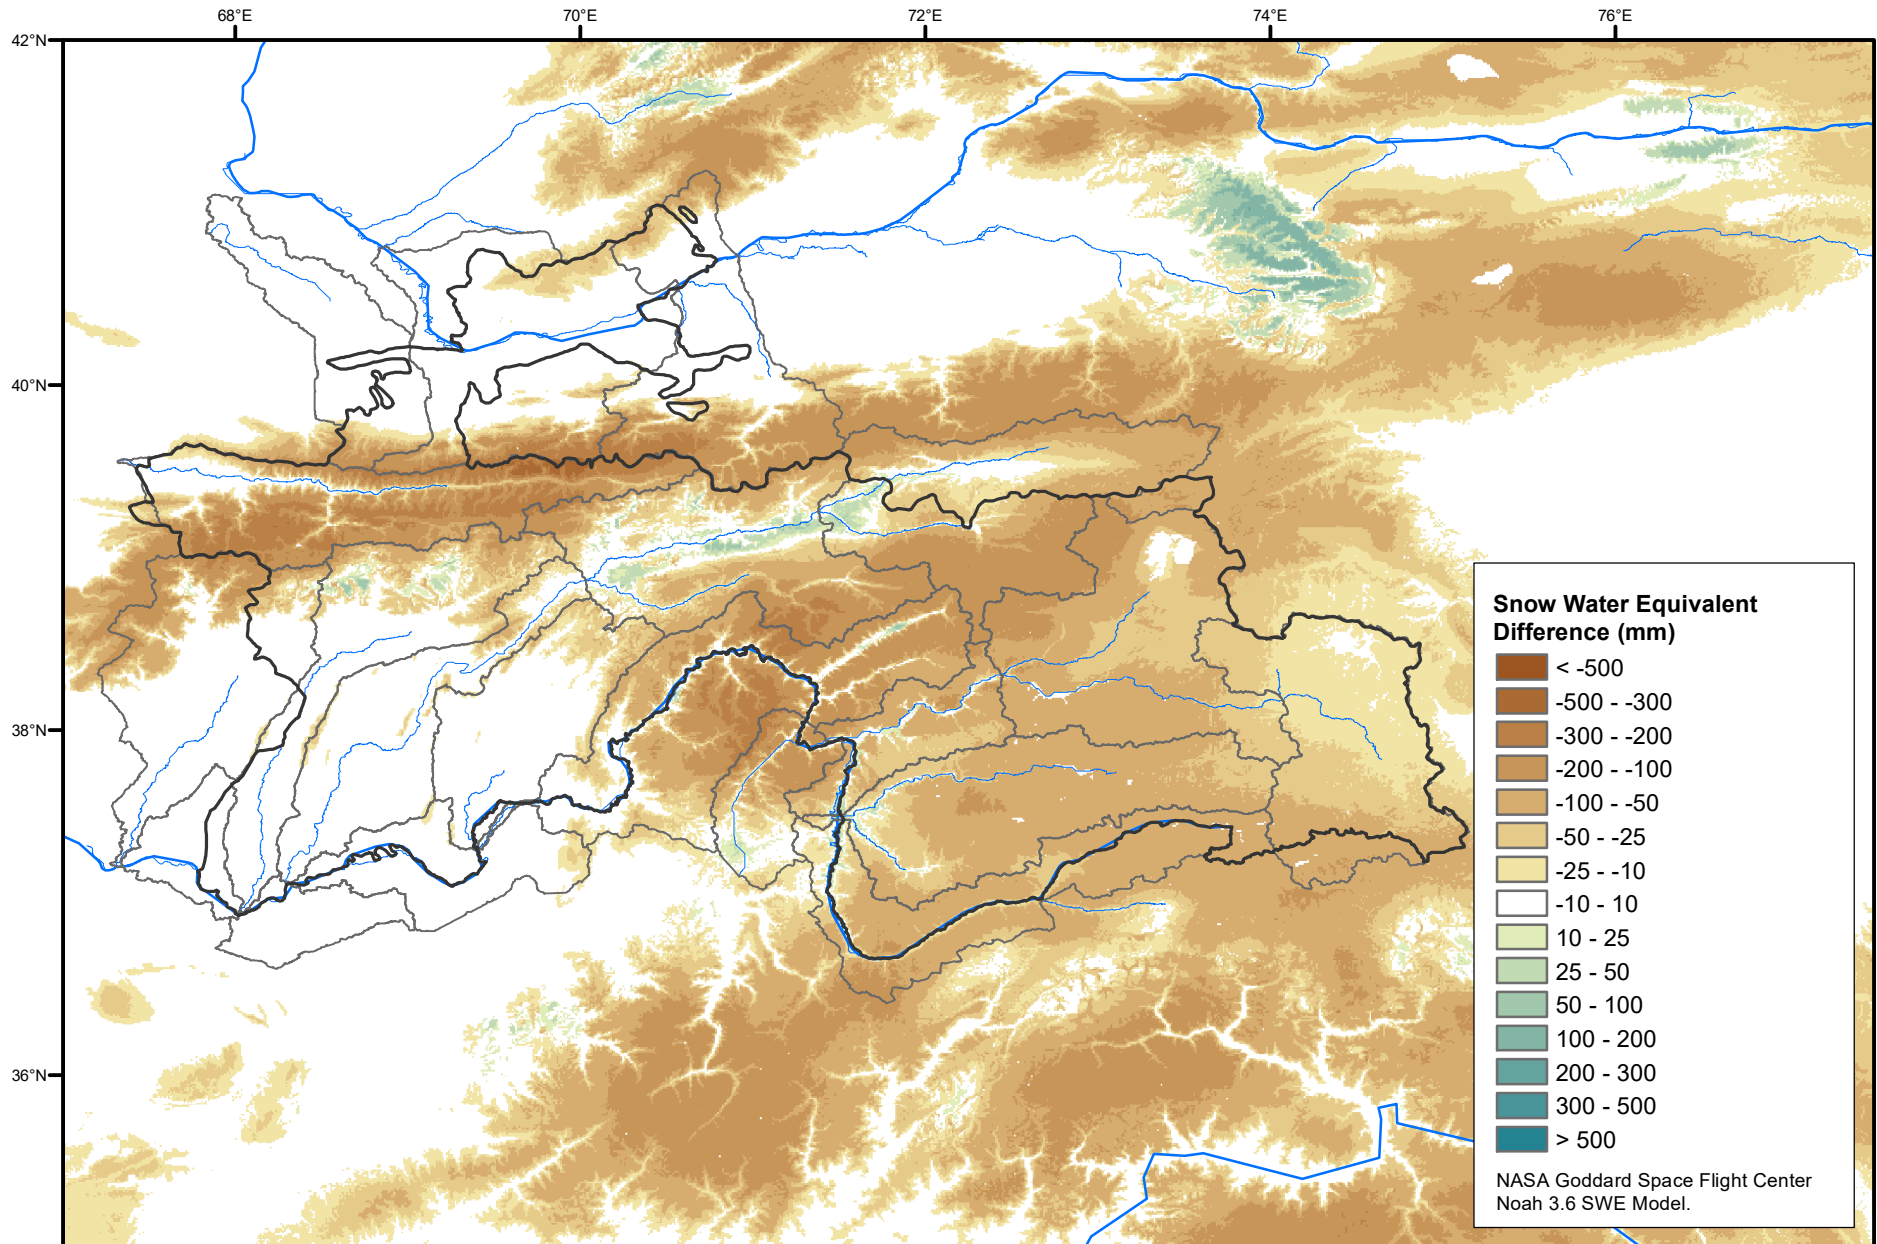 68°E
70°E
72°E
74°E
76°E
42°N
40°N
38°N
36°N
Snow Water Equivalent
Difference (mm)
< -500
-500 - -300
-300 - -200
-200 - -100
-100 - -50
-50 - -25
-25 - -10
-10 - 10
10 - 25
25 - 50
50 - 100
100 - 200
200 - 300
300 - 500
> 500
NASA Goddard Space Flight Center
Noah 3.6 SWE Model.